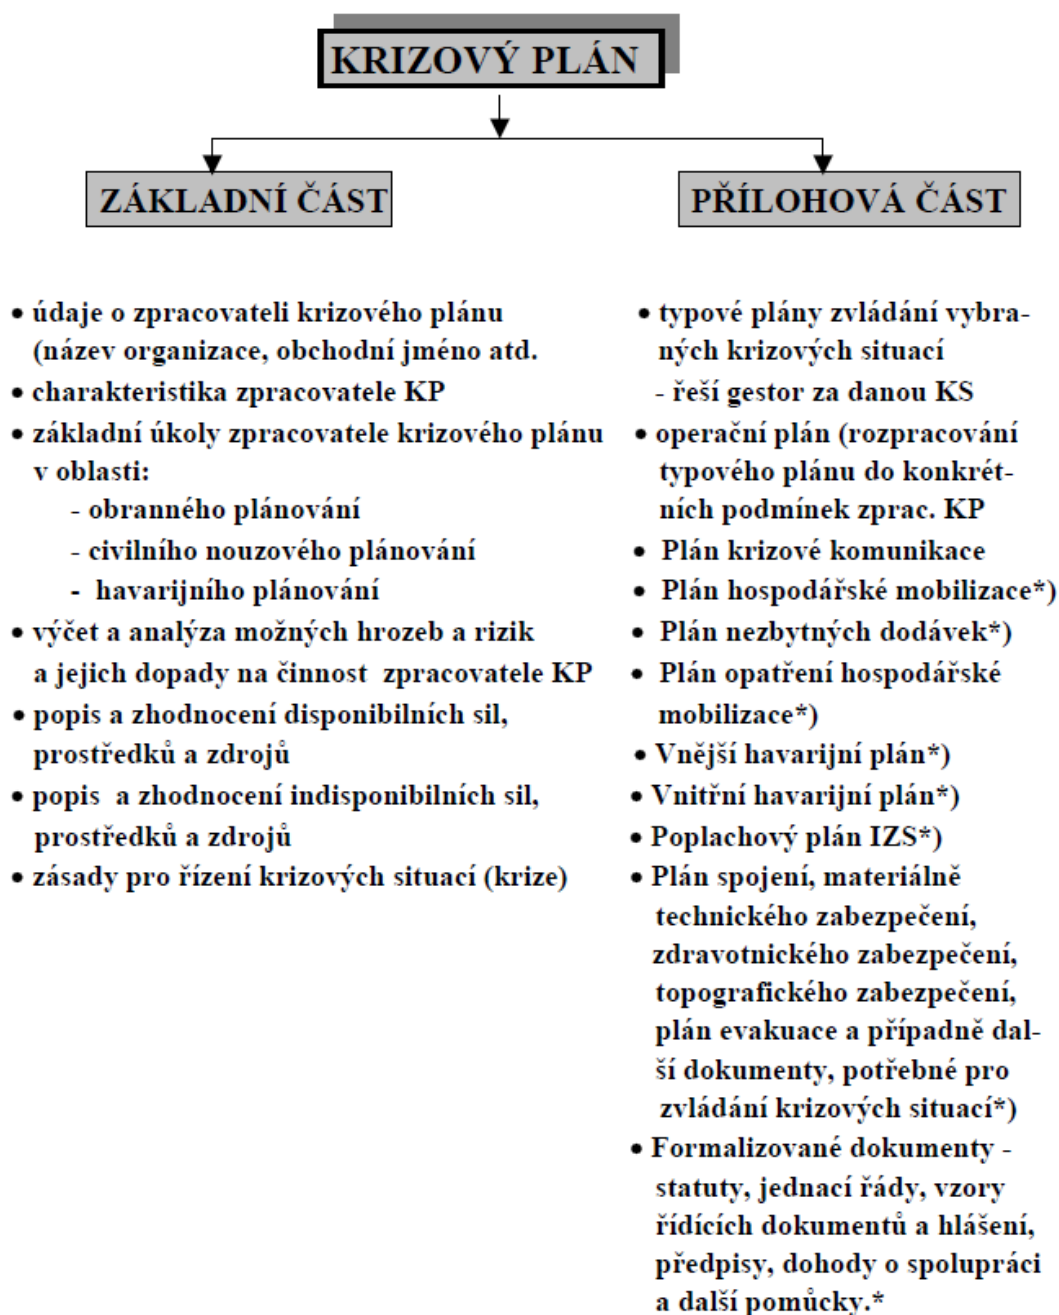 KRIZOVÝ PLÁN
ZÁKLADNÍ ČÁST
• údaje o zpracovateli krizového plánu
(název organizace, obchodní jméno atd.
• charakteristika zpracovatele KP
• základní úkoly zpracovatele krizového plánu
v oblasti:
- obranného plánování
- civilního nouzového plánování
- havarijního plánování
• výčet a analýza možných hrozeb a rizik
a jejich dopady na činnost zpracovatele KP
• popis a zhodnocení disponibilních sil,
prostředků a zdrojů
• popis a zhodnocení indisponibilních sil,
prostředků a zdrojů
• zásady pro řízení krizových situací (krize)
PŘÍLOHOVÁ ČÁST
• typové plány zvládání vybra-
ných krizových situací
- řeší gestor za danou KS
• operační plán (rozpracování
typového plánu do konkrét-
ních podmínek zprac. KP
• Plán krizové komunikace
• Plán hospodářské mobilizace*)
• Plán nezbytných dodávek*)
• Plán opatření hospodářské
mobilizace*)
• Vnější havarijní plán*)
• Vnitřní havarijní plán*)
• Poplachový plán IZS*)
• Plán spojení, materiálně
technického zabezpečení,
zdravotnického zabezpečení,
topografického zabezpečení,
plán evakuace a případně dal-
ší dokumenty, potřebné pro
zvládání krizových situací*)
• Formalizované dokumenty -
statuty, jednací řády, vzory
řídících dokumentů a hlášení,
předpisy, dohody o spolupráci
a další pomůcky.*